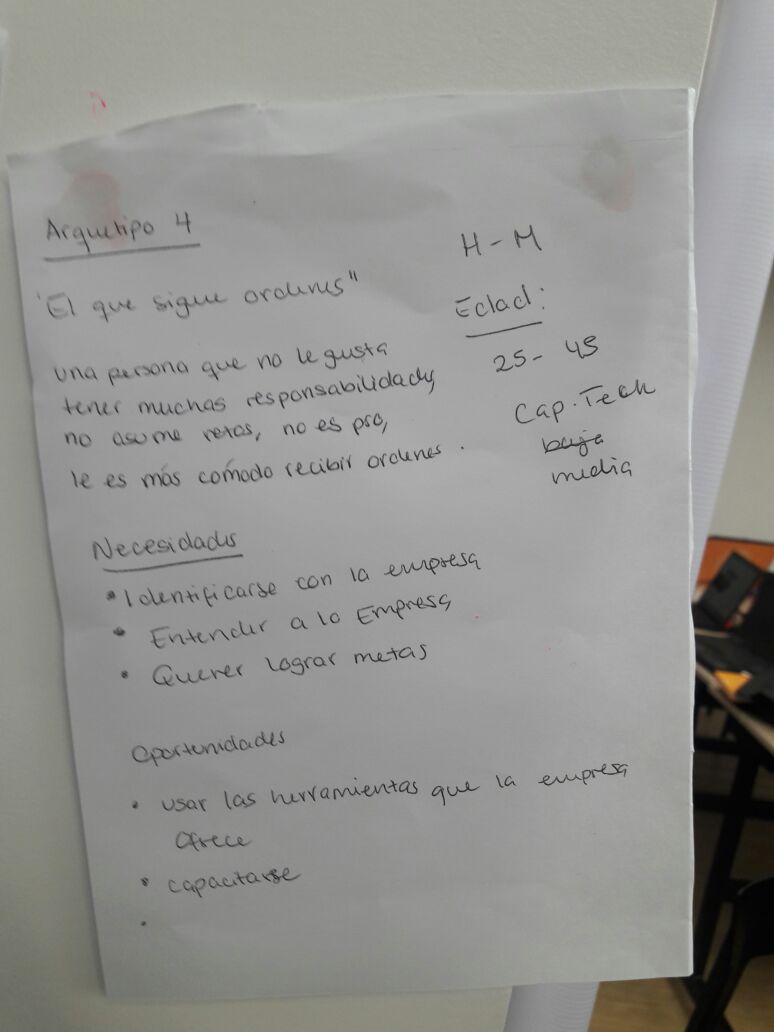 Arquetipo 4
"El que sigue ordenes"
una persona que no le gusta
tener muchas responsabilidades,
no asume retos, no es pro,
le es más comodo recibir ordenes.
H - M
Edad:
25 - 45
Cap. Tech
baja
media
Necesidades
• Identificarse con la empresa
• Entender a la Empresa
• Querer lograr metas
Oportunidades
• usar las herramientas que la empresa
ofrece
• capacitarse
•